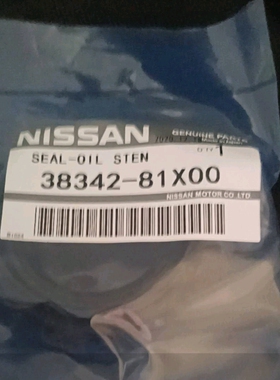 NISSAN
GENUINE PARTS
SEAL-OIL STEN
38342-81X00
1
NISSAN MOTOR CO., LTD